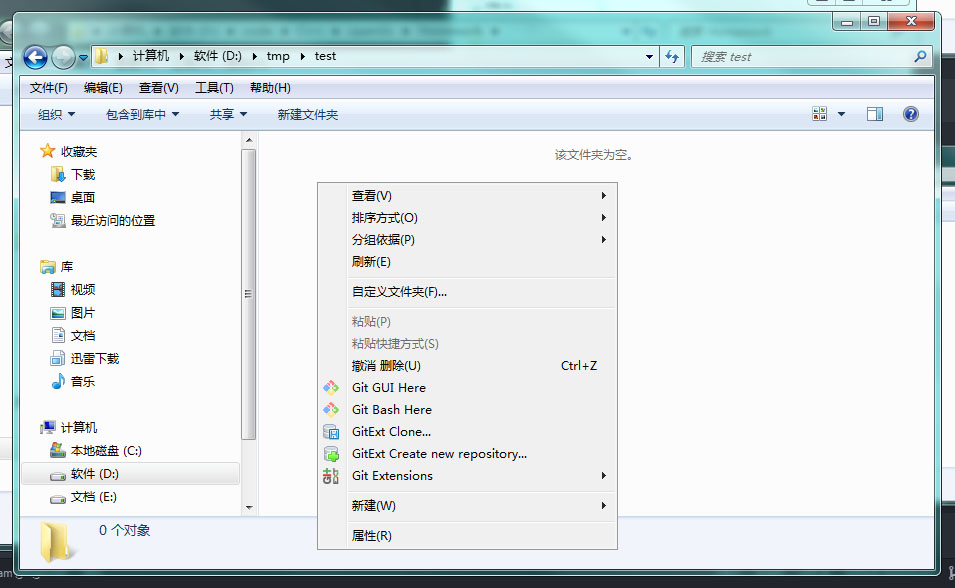 计算机 软件 (D:) tmp test
搜索 test
文件(F) 编辑(E) 查看(V) 工具(T) 帮助(H)
组织 包含到库中 共享 新建文件夹
收藏夹
下载
桌面
最近访问的位置
库
视频
图片
文档
迅雷下载
音乐
计算机
本地磁盘 (C:)
软件 (D:)
文档 (E:)
该文件夹为空。
查看(V)
排序方式(O)
分组依据(P)
刷新(E)
自定义文件夹(F)...
粘贴(P)
粘贴快捷方式(S)
撤消 删除(U) Ctrl+Z
Git GUI Here
Git Bash Here
GitExt Clone...
GitExt Create new repository...
Git Extensions
新建(W)
属性(R)
0 个对象